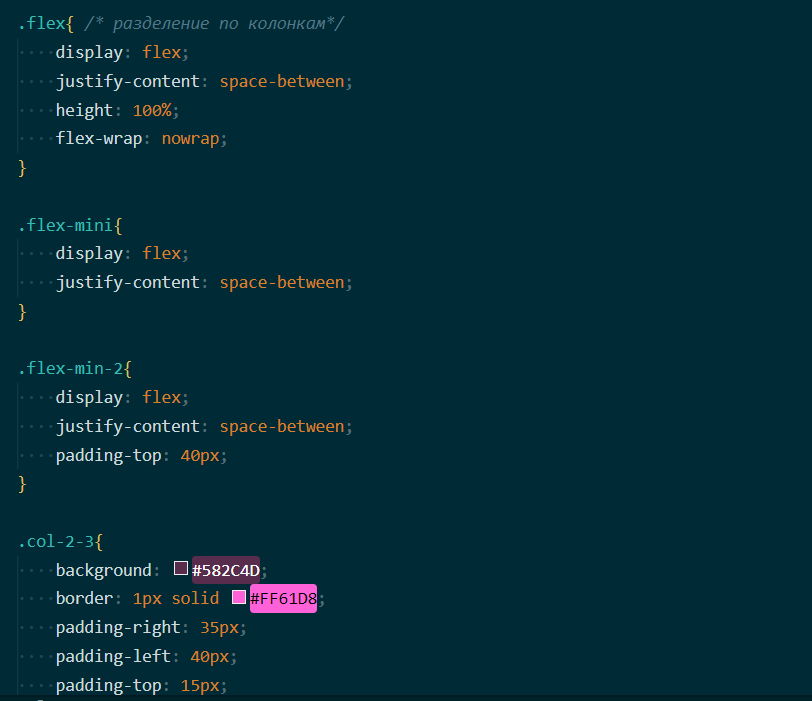 .flex{ /* разделение по колонкам*/
display: flex;
justify-content: space-between;
height: 100%;
flex-wrap: nowrap;
}
.flex-mini{
display: flex;
justify-content: space-between;
}
.flex-min-2{
display: flex;
justify-content: space-between;
padding-top: 40px;
}
.col-2-3{
background: #582C4D;
border: 1px solid #FF61D8;
padding-right: 35px;
padding-left: 40px;
padding-top: 15px;